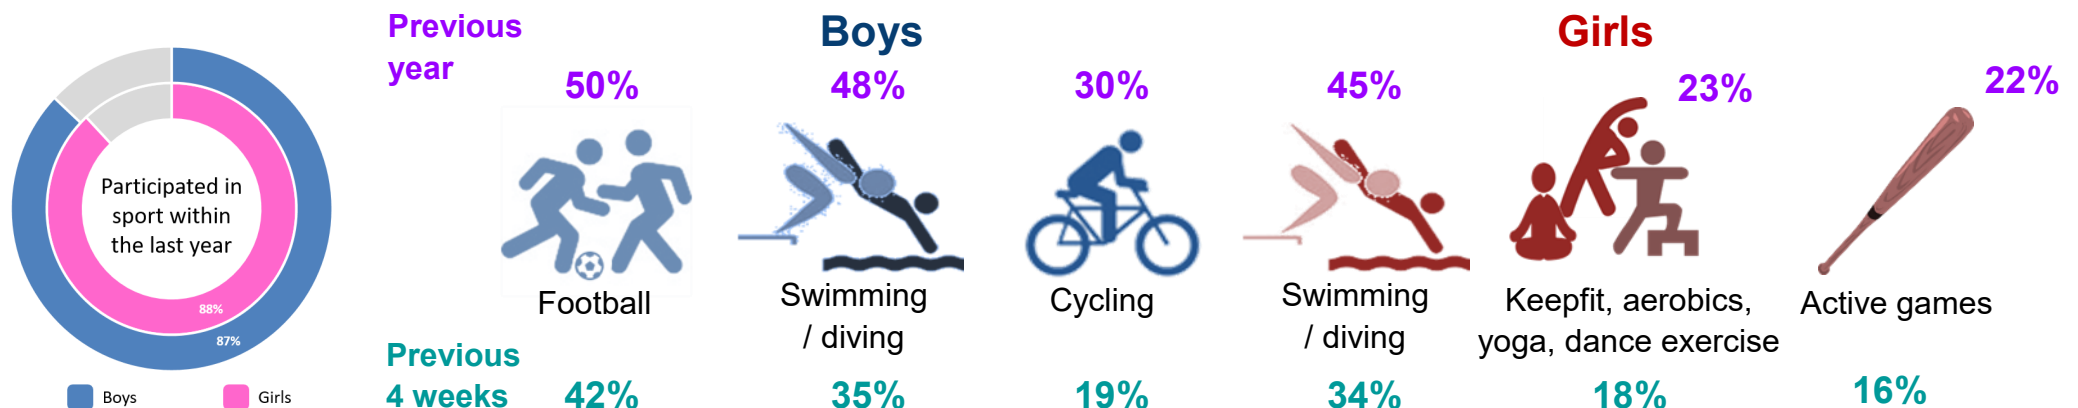 Participated in
sport within
the last year
88%
87%
Boys
Girls
Previous
year
Boys
Girls
50%
48%
30%
45%
23%
22%
Football
Swimming
/ diving
Cycling
Swimming
/ diving
Keepfit, aerobics,
yoga, dance exercise
Active games
Previous
4 weeks
42%
35%
19%
34%
18%
16%